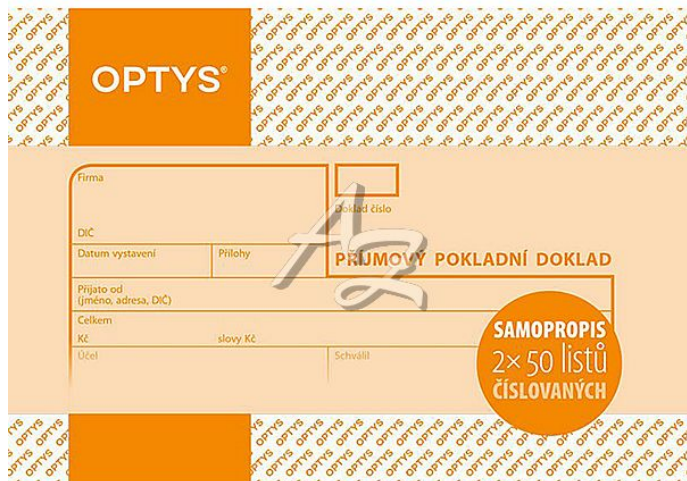 OPTYS®
Firma
Doklad číslo
DIČ
Datum vystavení
Přílohy
PŘÍJMOVÝ POKLADNÍ DOKLAD
Přijato od
(jméno, adresa, DIČ)
Celkem
Kč
slovy Kč
Účel
Schválil
SAMOPROPIS
2× 50 listů
ČÍSLOVANÝCH
AZ